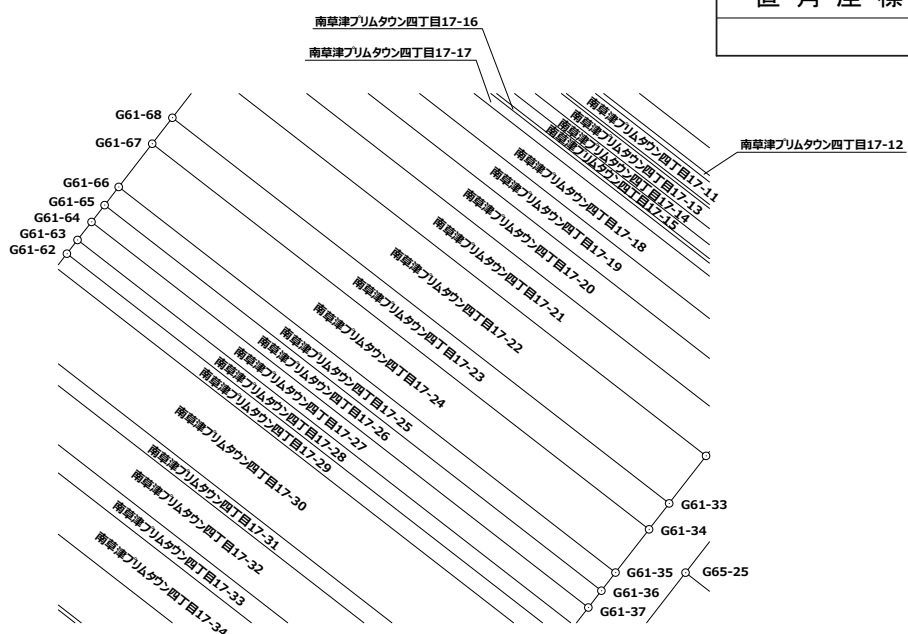 直角座標
南草津プリムタウン四丁目17-16
南草津プリムタウン四丁目17-17
南草津プリムタウン四丁目17-12
南草津プリムタウン四丁目17-11
南草津プリムタウン四丁目17-13
南草津プリムタウン四丁目17-14
南草津プリムタウン四丁目17-15
南草津プリムタウン四丁目17-18
南草津プリムタウン四丁目17-19
南草津プリムタウン四丁目17-20
南草津プリムタウン四丁目17-21
南草津プリムタウン四丁目17-22
南草津プリムタウン四丁目17-23
南草津プリムタウン四丁目17-24
南草津プリムタウン四丁目17-25
南草津プリムタウン四丁目17-26
南草津プリムタウン四丁目17-27
南草津プリムタウン四丁目17-28
南草津プリムタウン四丁目17-29
南草津プリムタウン四丁目17-30
南草津プリムタウン四丁目17-31
南草津プリムタウン四丁目17-32
南草津プリムタウン四丁目17-33
南草津プリムタウン四丁目17-34
G61-68
G61-67
G61-66
G61-65
G61-64
G61-63
G61-62
G61-33
G61-34
G61-35
G61-36
G61-37
G65-25